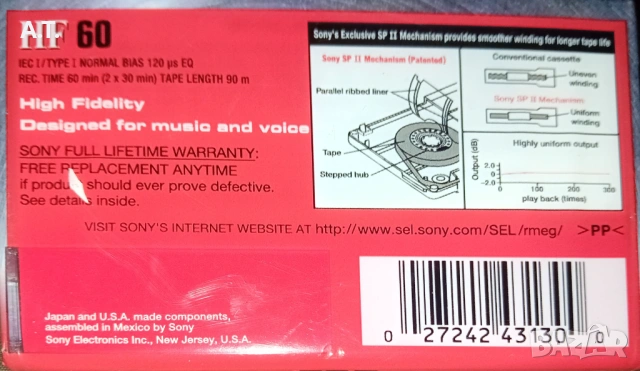 HF 60
IEC I/TYPE I NORMAL BIAS 120 µs EQ
REC. TIME 60 min (2 x 30 min) TAPE LENGTH 90 m
High Fidelity
Designed for music and voice
SONY FULL LIFETIME WARRANTY:
FREE REPLACEMENT ANYTIME
if product should ever prove defective.
See details inside.
Sony's Exclusive SP II Mechanism provides smoother winding for longer tape life
Sony SP II Mechanism (Patented)
Parallel ribbed liner
Tape
Stepped hub
Conventional cassette
Uneven
winding
Sony SP II Mechanism
Uniform
winding
Highly uniform output
Output (dB)
2.0
0
-2.0
0 100 200 300
play back (times)
VISIT SONY'S INTERNET WEBSITE AT http://www.sel.sony.com/SEL/rmeg/ >PP<
Japan and U.S.A. made components,
assembled in Mexico by Sony
Sony Electronics Inc., New Jersey, U.S.A.
0 27242 43130 0
BAZAR